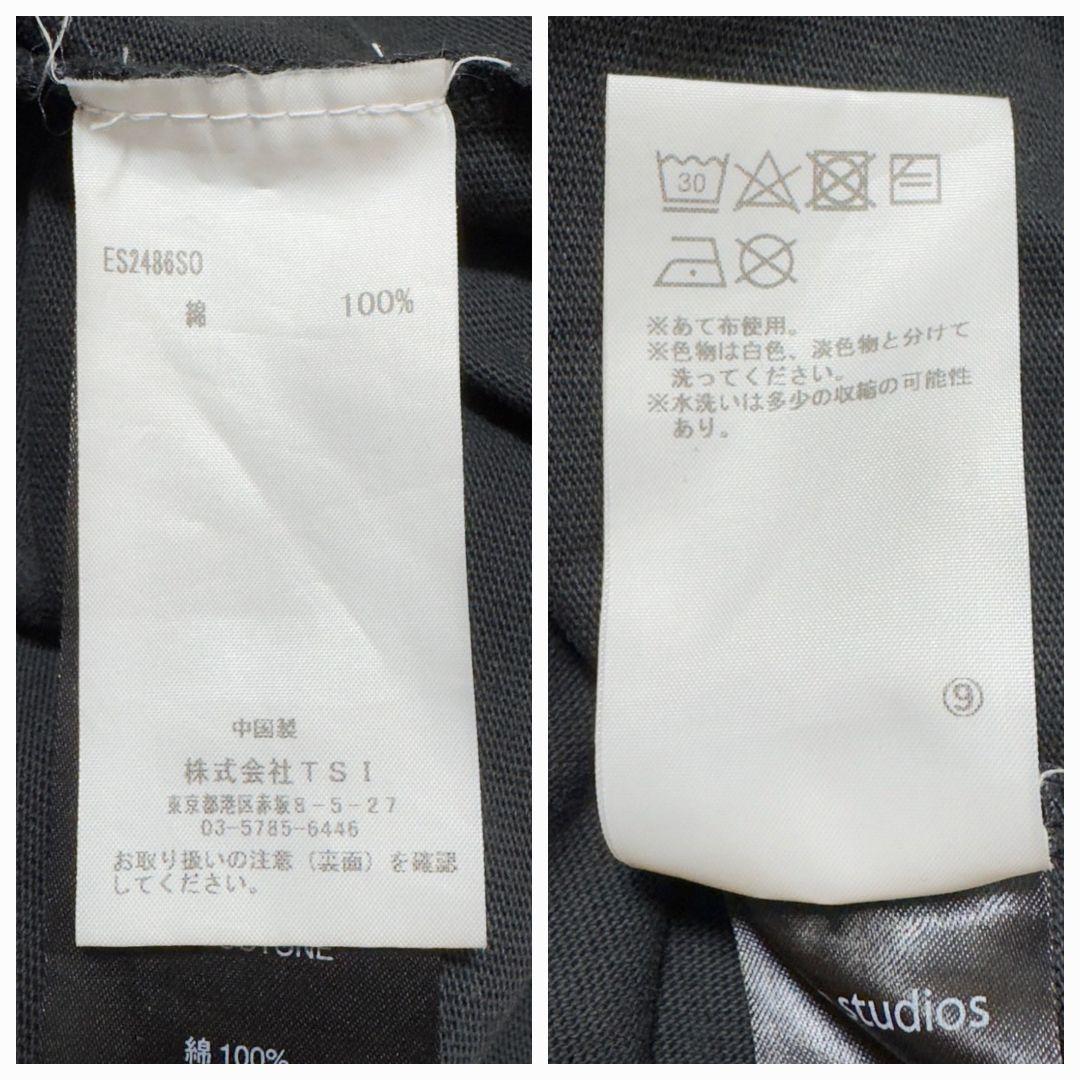 ES2486SO
綿 100%
中国製
株式会社TSI
東京都港区赤坂8-5-27
03-5785-6446
お取り扱いの注意（裏面）を確認
してください。
綿100%
30
※あて布使用。
※色物は白色、淡色物と分けて
洗ってください。
※水洗いは多少の収縮の可能性
あり。
⑨
studios